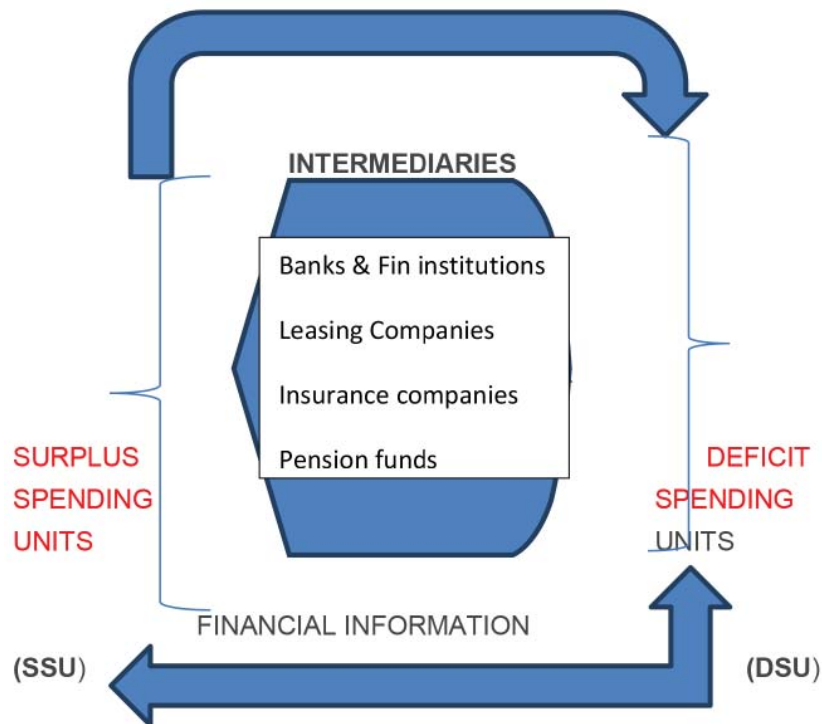 INTERMEDIARIES
Banks & Fin institutions
Leasing Companies
Insurance companies
Pension funds
SURPLUS
SPENDING
UNITS
DEFICIT
SPENDING
UNITS
FINANCIAL INFORMATION
(SSU)
(DSU)